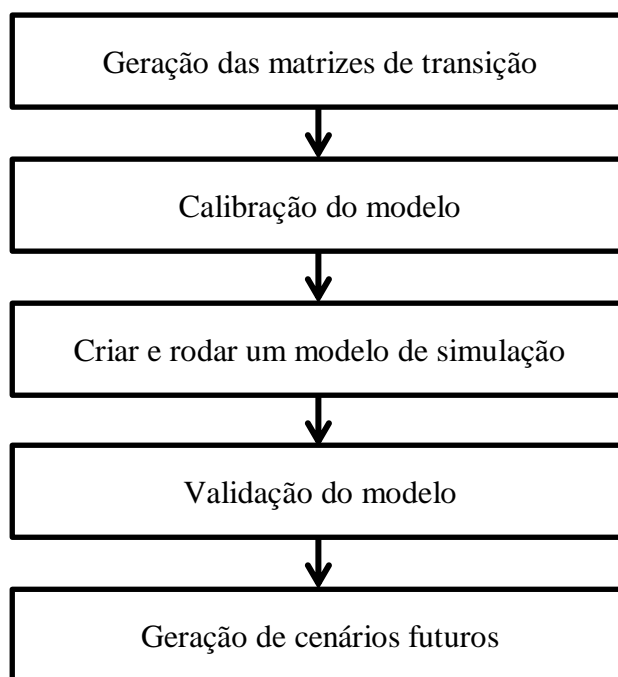 Geração das matrizes de transição
Calibração do modelo
Criar e rodar um modelo de simulação
Validação do modelo
Geração de cenários futuros